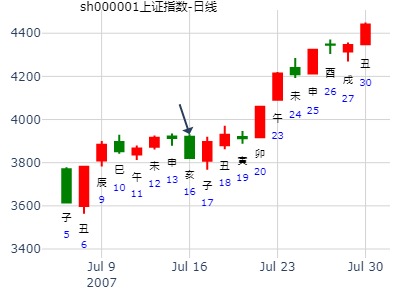 sh000001上证指数-日线
4400
4200
4000
3800
3600
3400
子
5
丑
6
辰
9
巳
10
午
11
未
12
申
13
亥
16
子
17
丑
18
寅
19
卯
20
午
23
未
24
申
25
酉
26
戌
27
丑
30
Jul 9
2007
Jul 16
Jul 23
Jul 30